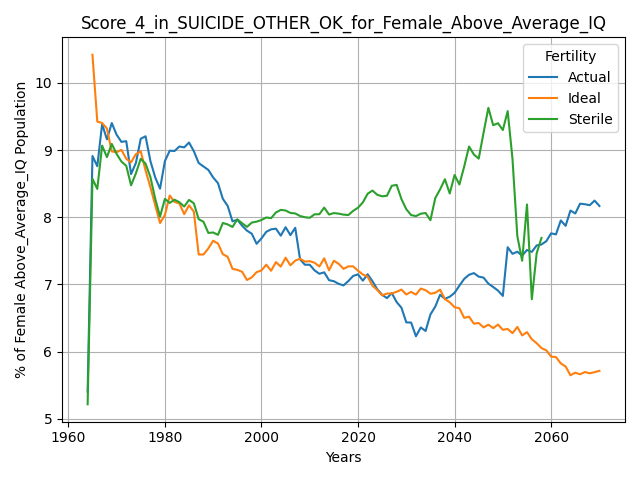 Score_4_in_SUICIDE_OTHER_OK_for_Female_Above_Average_IQ
Fertility
Actual
Ideal
Sterile
% of Female Above_Average_IQ Population
10
9
8
7
6
5
1960
1980
2000
2020
2040
2060
Years